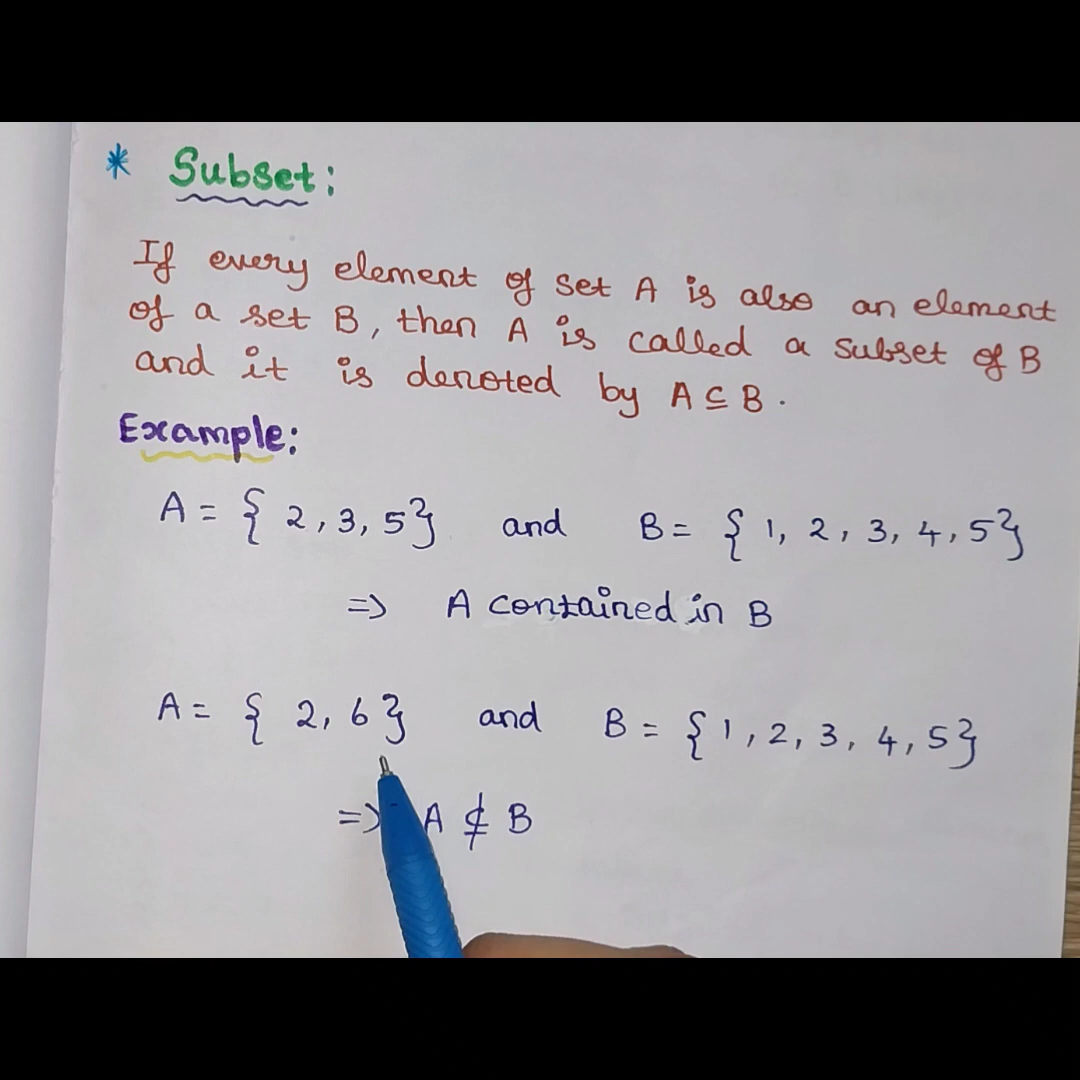 * Subset:
If every element of set A is also an element
of a set B, then A is called a subset of B
and it is denoted by A ⊆ B.
Example:
A = { 2, 3, 5} and B = { 1, 2, 3, 4, 5}
=> A contained in B
A = { 2, 6 } and B = { 1, 2, 3, 4, 5}
=> A ⊈ B